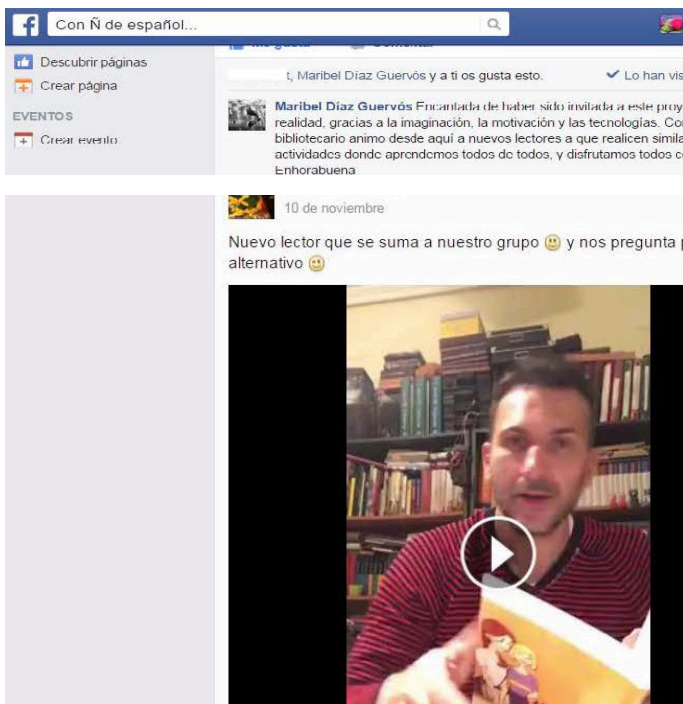 Con Ñ de español...
Descubrir páginas
Crear página
EVENTOS
Crear evento
Me gusta Comentar
t, Maribel Díaz Guervós y a ti os gusta esto.
Lo han vis
Maribel Díaz Guervós Encantada de haber sido invitada a este proy
realidad, gracias a la imaginación, la motivación y las tecnologías. Co
bibliotecario animo desde aquí a nuevos lectores a que realicen simila
actividades donde aprendemos todos de todos, y disfrutamos todos c
Enhorabuena
10 de noviembre
Nuevo lector que se suma a nuestro grupo y nos pregunta p
alternativo